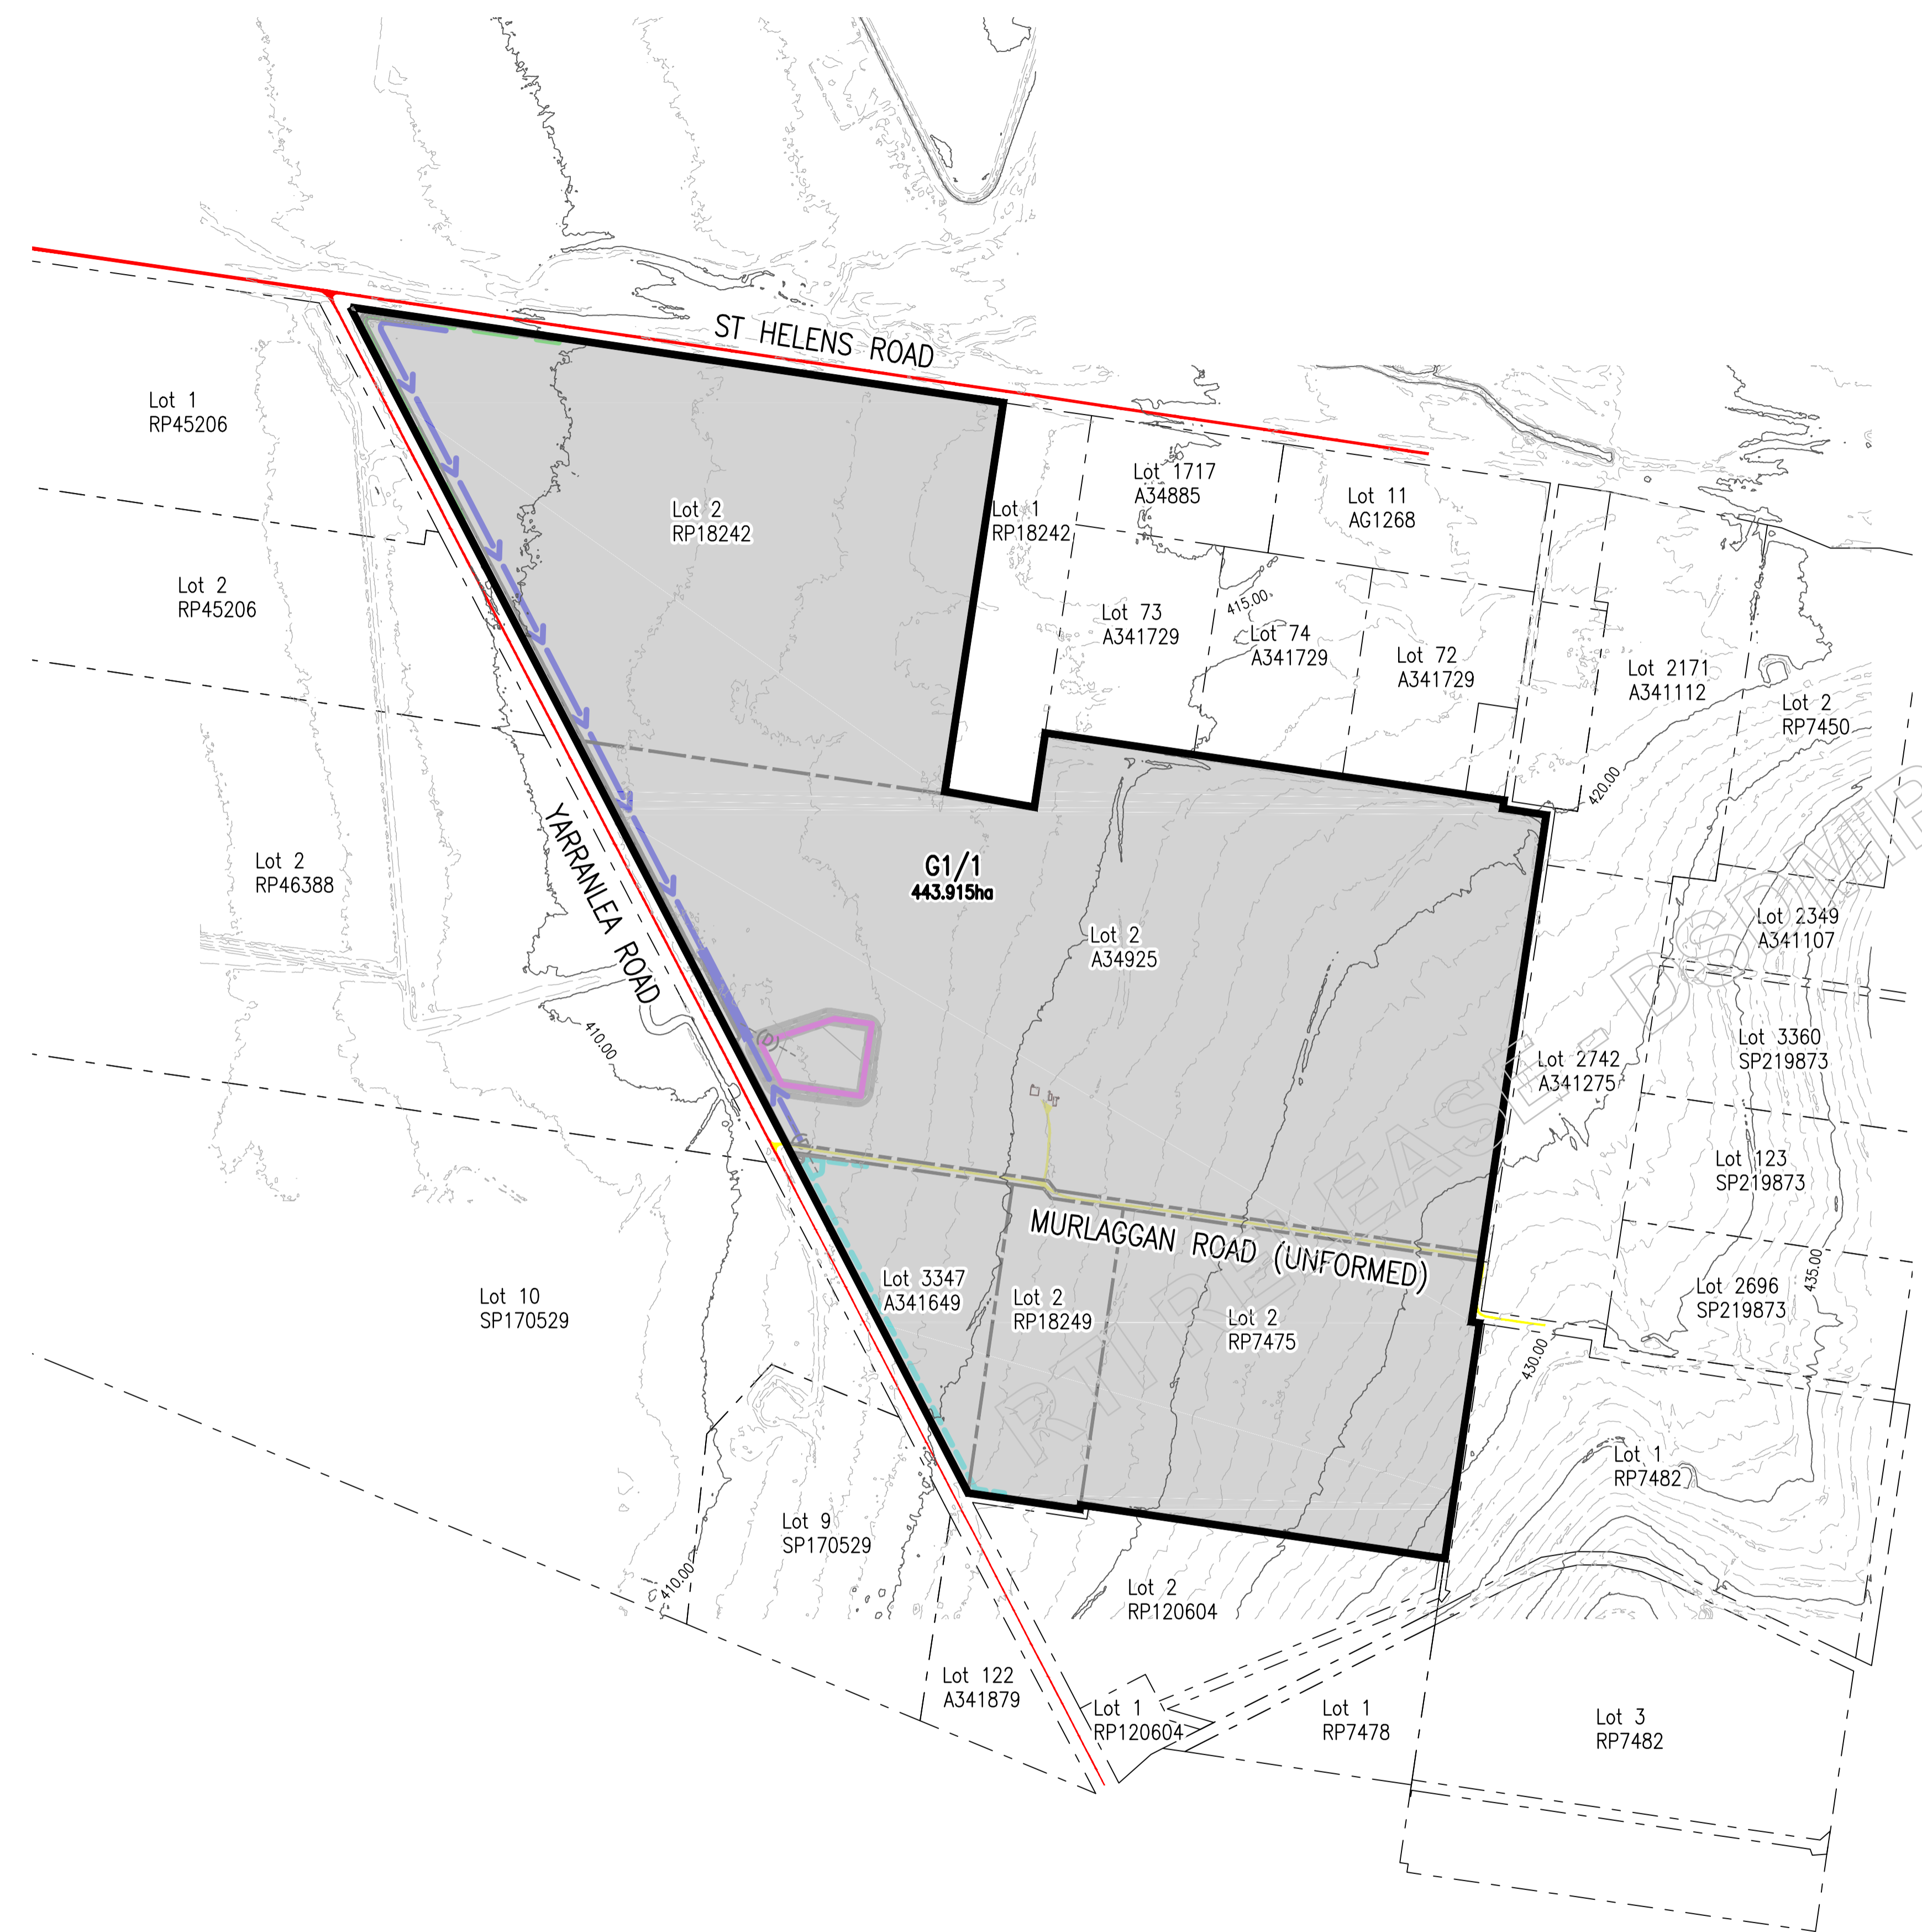 ST HELENS ROAD
Lot 1
RP45206
Lot 2
RP18242
Lot 1
RP18242
Lot 1717
A34885
Lot 11
AG1268
Lot 2
RP45206
Lot 73
A341729
415.00
Lot 74
A341729
Lot 72
A341729
Lot 2171
A341112
Lot 2
RP7450
420.00
YARRANLEA ROAD
Lot 2
RP46388
G1/1
443.915ha
Lot 2
A34925
Lot 2349
A341107
410.00
(D)
Lot 2742
A341275
Lot 3360
SP219873
Lot 123
SP219873
MURLAGGAN ROAD (UNFORMED)
Lot 3347
A341649
Lot 2
RP18249
Lot 2
RP7475
Lot 10
SP170529
Lot 2696
SP219873
435.00
430.00
Lot 1
RP7482
Lot 9
SP170529
410.00
Lot 2
RP120604
Lot 122
A341879
Lot 1
RP120604
Lot 1
RP7478
Lot 3
RP7482